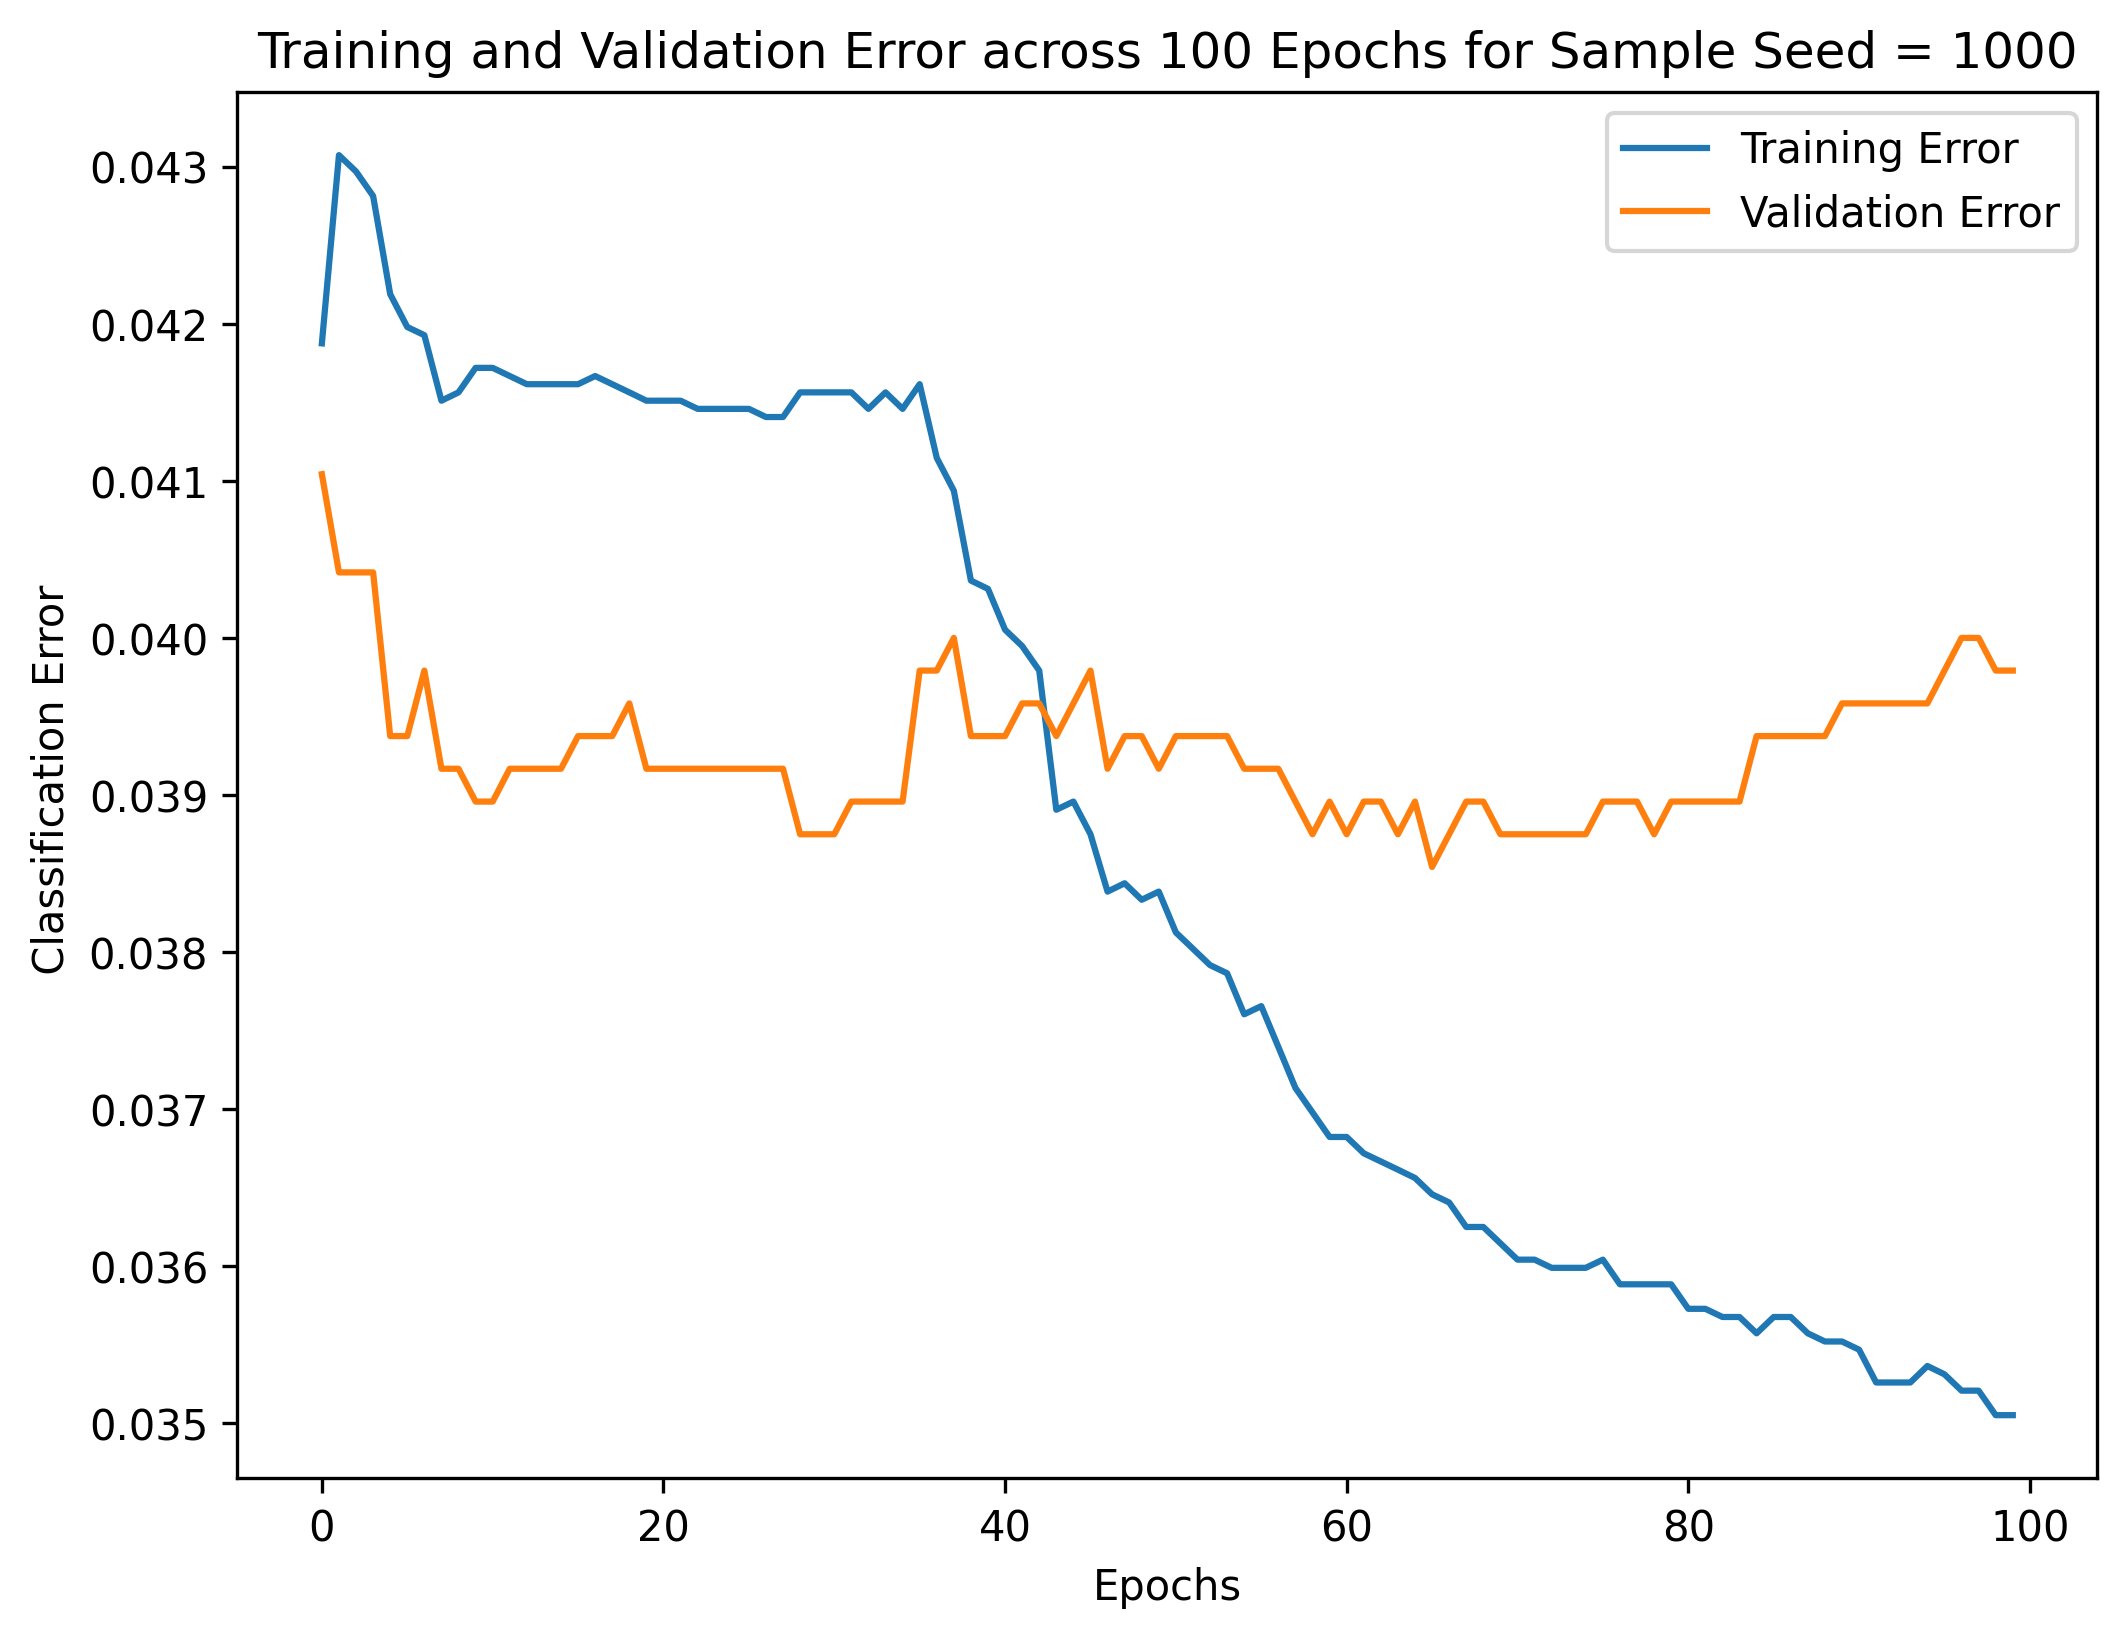 Training and Validation Error across 100 Epochs for Sample Seed = 1000
Training Error
Validation Error
Classification Error
0.043
0.042
0.041
0.040
0.039
0.038
0.037
0.036
0.035
0 20 40 60 80 100
Epochs